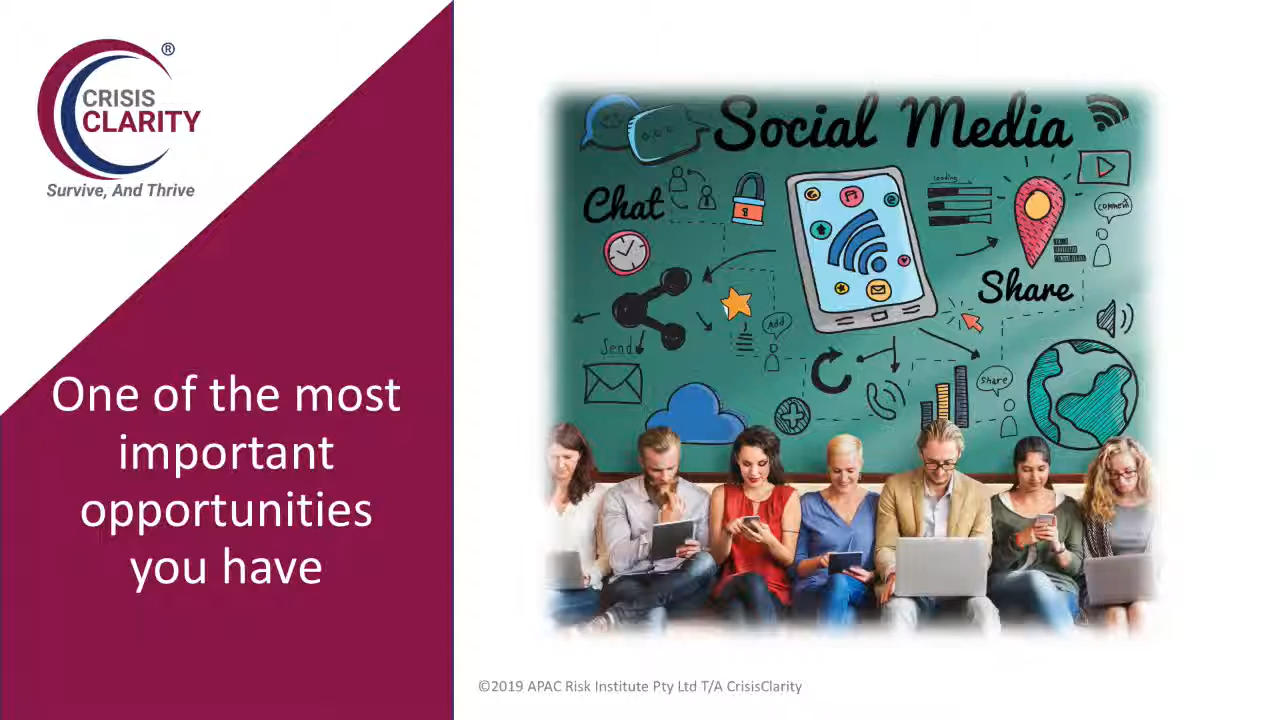 ®
CRISIS
CLARITY
Survive, And Thrive
One of the most
important
opportunities
you have
Social Media
Chat
loading
comment
Share
Add
Send
share
©2019 APAC Risk Institute Pty Ltd T/A CrisisClarity